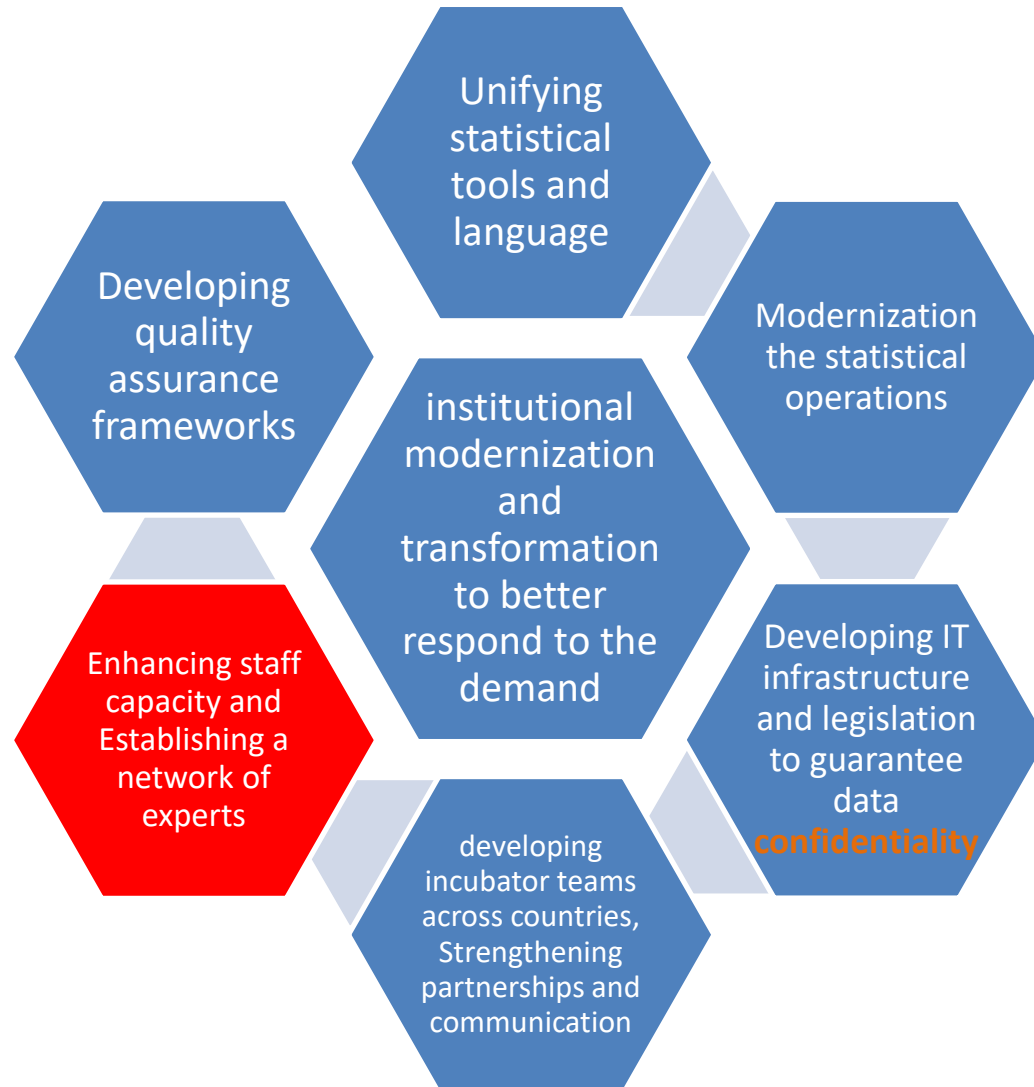 Unifying
statistical
tools and
language
Modernization
the statistical
operations
Developing IT
infrastructure
and legislation
to guarantee
data
confidentiality
developing
incubator teams
across countries,
Strengthening
partnerships and
communication
Enhancing staff
capacity and
Establishing a
network of
experts
Developing
quality
assurance
frameworks
institutional
modernization
and
transformation
to better
respond to the
demand